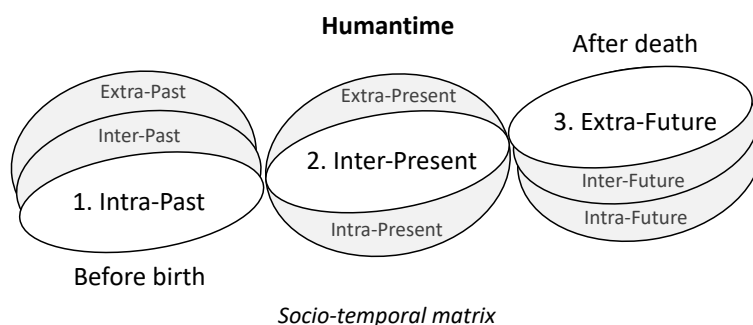 Humantime
After death
Extra-Past
Inter-Past
1. Intra-Past
Before birth
Extra-Present
2. Inter-Present
Intra-Present
3. Extra-Future
Inter-Future
Intra-Future
Socio-temporal matrix